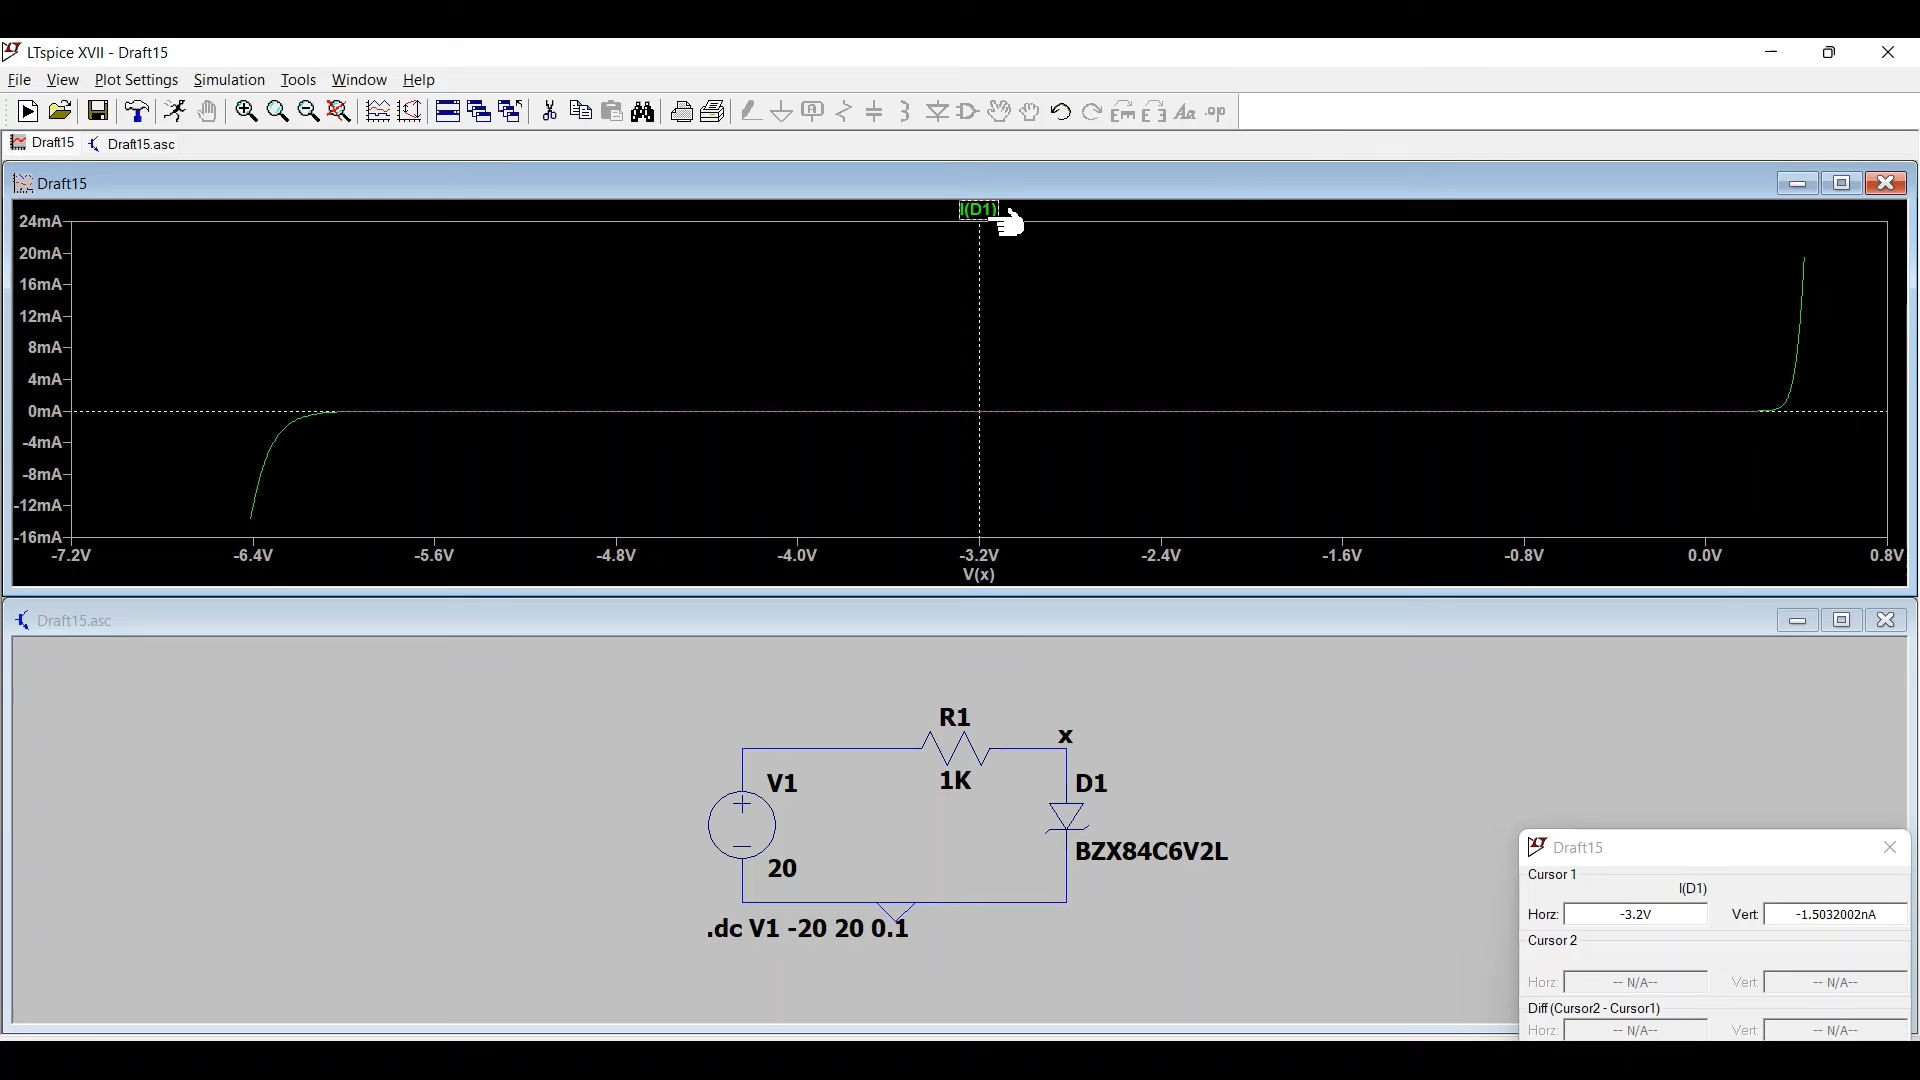 LTspice XVII - Draft15
File View Plot Settings Simulation Tools Window Help
Draft15 Draft15.asc
Draft15
I(D1)
24mA
20mA
16mA
12mA
8mA
4mA
0mA
-4mA
-8mA
-12mA
-16mA
-7.2V -6.4V -5.6V -4.8V -4.0V -3.2V -2.4V -1.6V -0.8V 0.0V 0.8V
V(x)
Draft15.asc
R1
1K
x
V1
20
D1
BZX84C6V2L
.dc V1 -20 20 0.1
Draft15
Cursor 1
I(D1)
Horz: -3.2V Vert: -1.5032002nA
Cursor 2
Horz: -- N/A-- Vert: -- N/A--
Diff (Cursor2 - Cursor1)
Horz: -- N/A-- Vert: -- N/A--